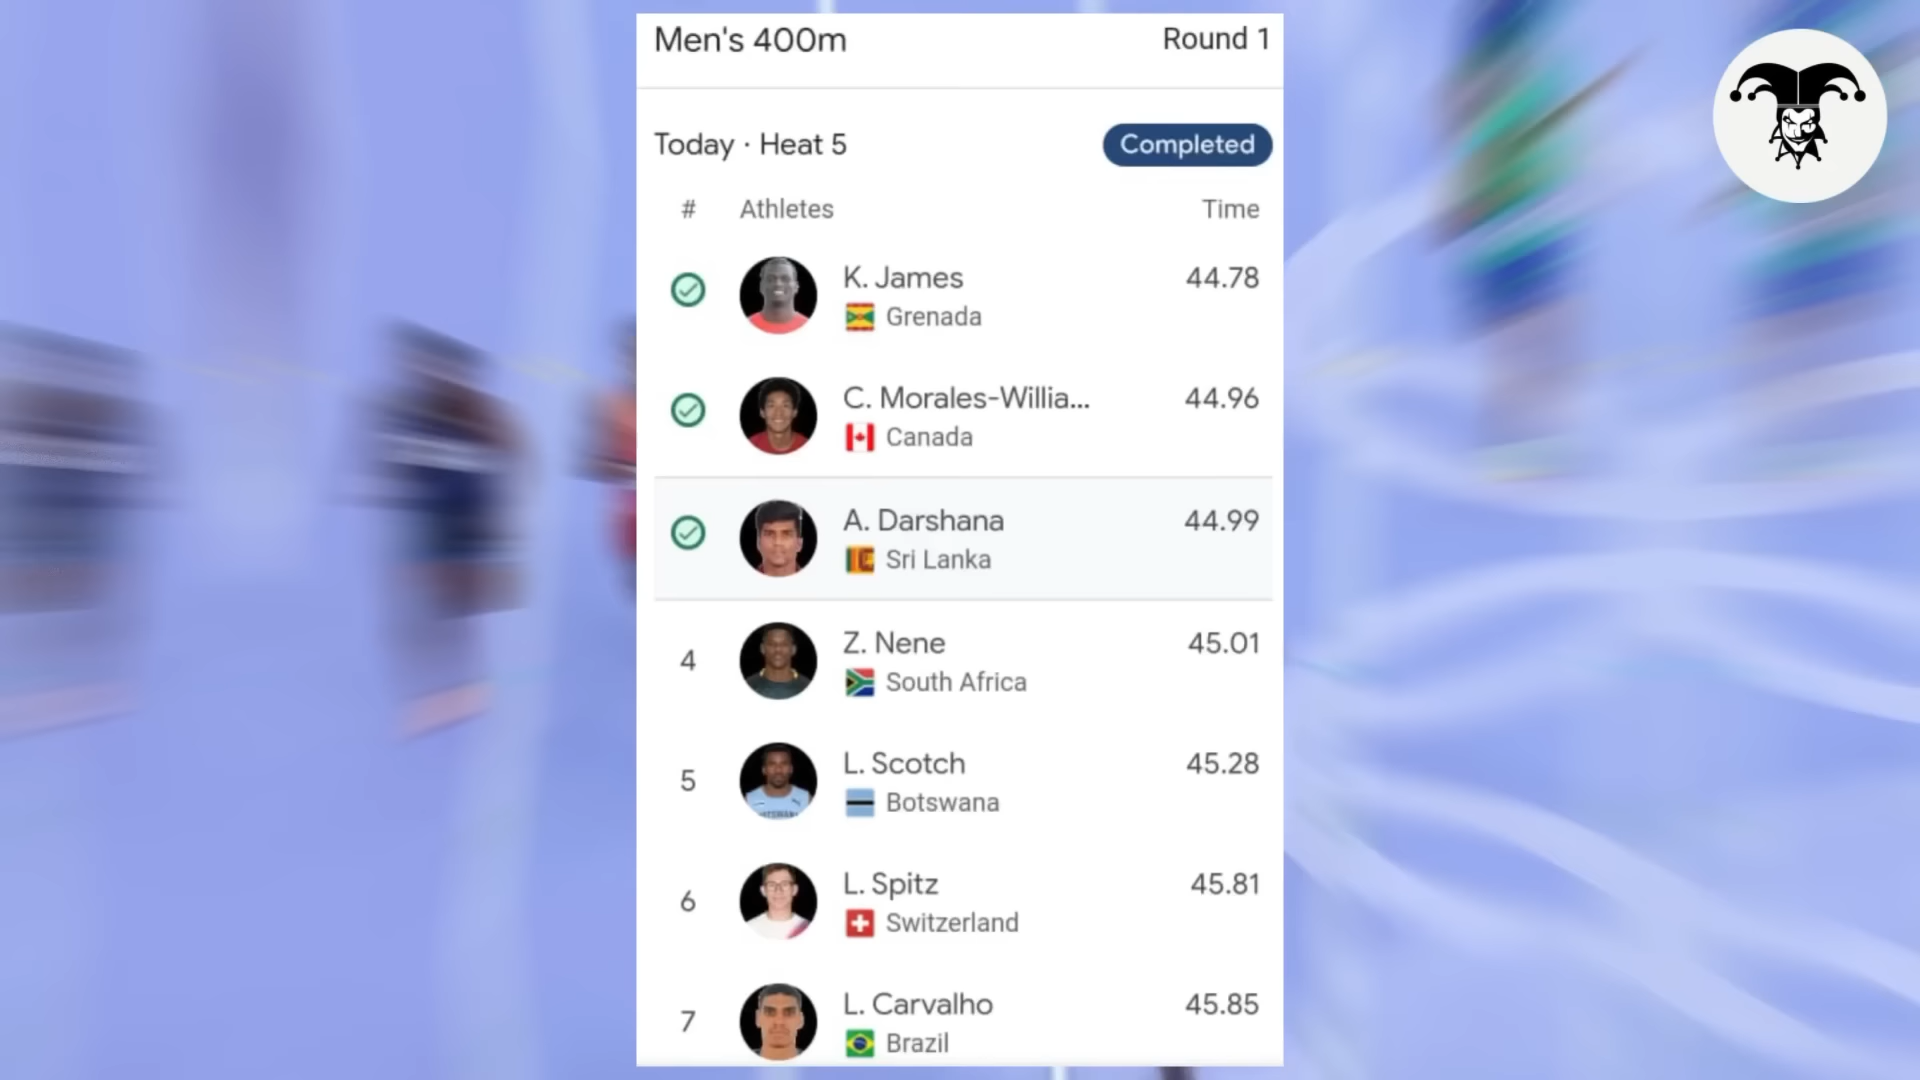 Men's 400m Round 1
Today · Heat 5 Completed
# Athletes Time
K. James 44.78
Grenada
C. Morales-Willia... 44.96
Canada
A. Darshana 44.99
Sri Lanka
4 Z. Nene 45.01
South Africa
5 L. Scotch 45.28
Botswana
6 L. Spitz 45.81
Switzerland
7 L. Carvalho 45.85
Brazil